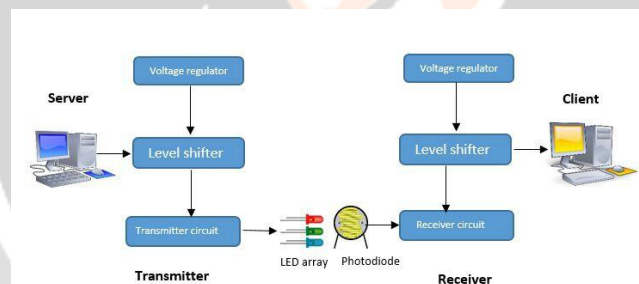 Voltage regulator
Voltage regulator
Server
Client
Level shifter
Level shifter
Transmitter circuit
Receiver circuit
LED array
Photodiode
Transmitter
Receiver